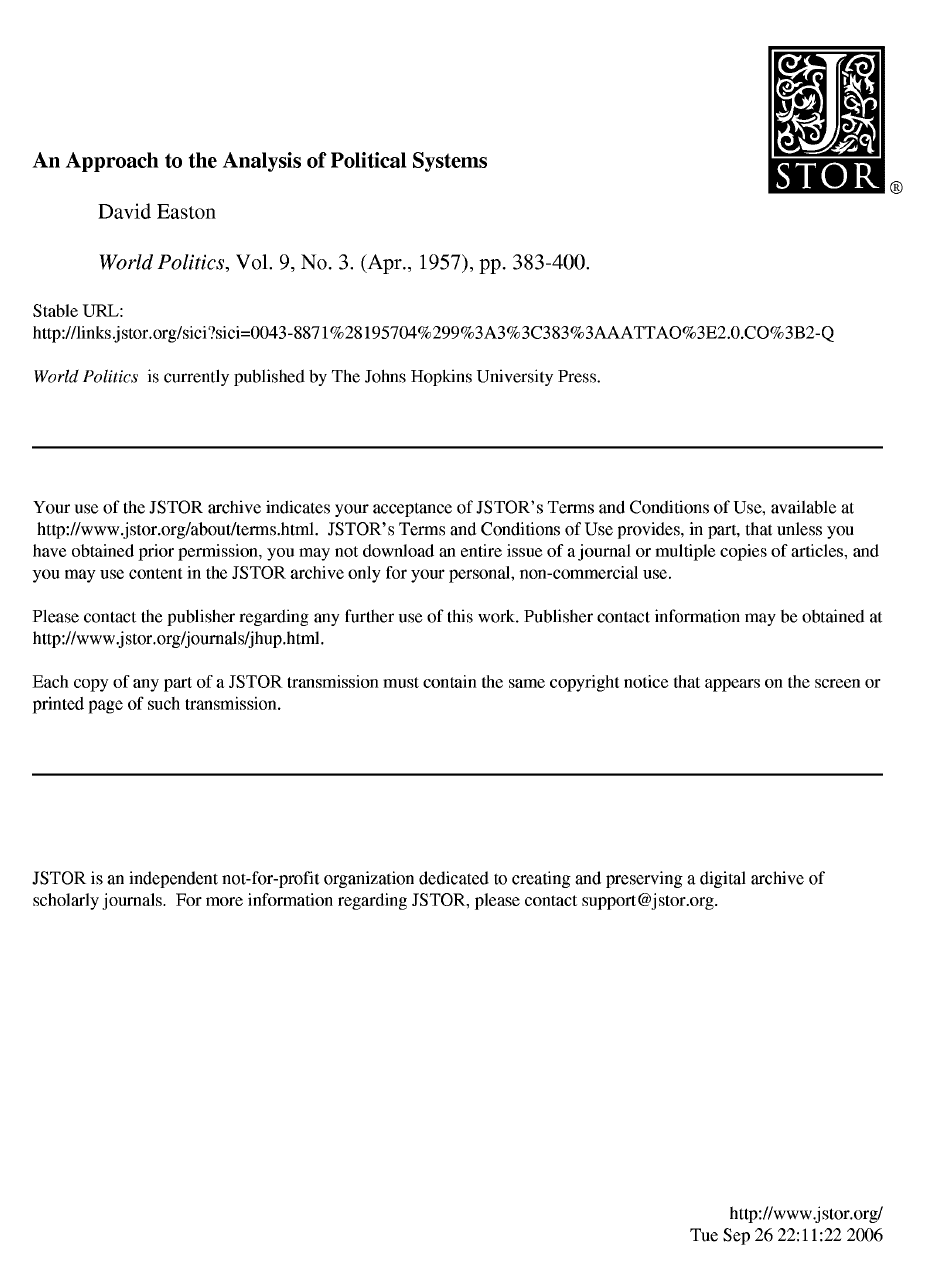 JSTOR®
An Approach to the Analysis of Political Systems
David Easton
World Politics, Vol. 9, No. 3. (Apr., 1957), pp. 383-400.
Stable URL:
http://links.jstor.org/sici?sici=0043-8871%28195704%299%3A3%3C383%3AAATTAO%3E2.0.CO%3B2-Q
World Politics is currently published by The Johns Hopkins University Press.
Your use of the JSTOR archive indicates your acceptance of JSTOR's Terms and Conditions of Use, available at
http://www.jstor.org/about/terms.html. JSTOR's Terms and Conditions of Use provides, in part, that unless you
have obtained prior permission, you may not download an entire issue of a journal or multiple copies of articles, and
you may use content in the JSTOR archive only for your personal, non-commercial use.
Please contact the publisher regarding any further use of this work. Publisher contact information may be obtained at
http://www.jstor.org/journals/jhup.html.
Each copy of any part of a JSTOR transmission must contain the same copyright notice that appears on the screen or
printed page of such transmission.
JSTOR is an independent not-for-profit organization dedicated to creating and preserving a digital archive of
scholarly journals. For more information regarding JSTOR, please contact support@jstor.org.
http://www.jstor.org/
Tue Sep 26 22:11:22 2006